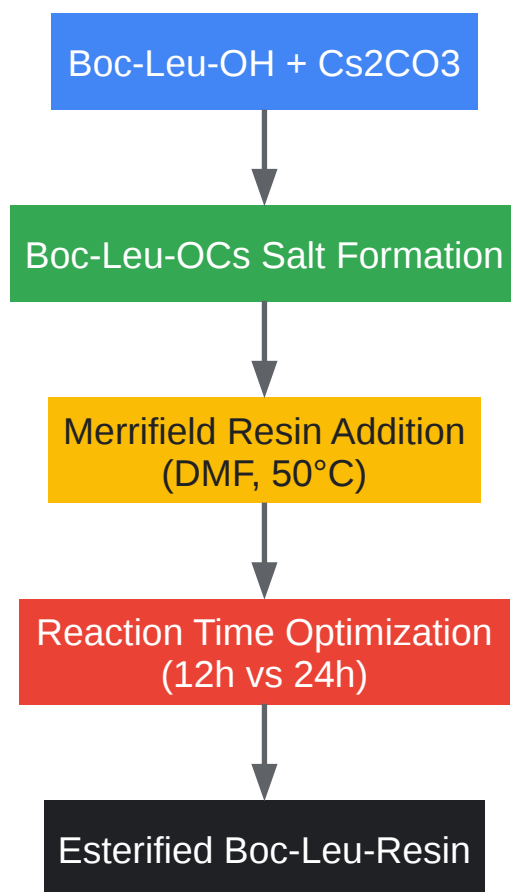 Boc-Leu-OH + Cs2CO3
Boc-Leu-OCs Salt Formation
Merrifield Resin Addition
(DMF, 50°C)
Reaction Time Optimization
(12h vs 24h)
Esterified Boc-Leu-Resin